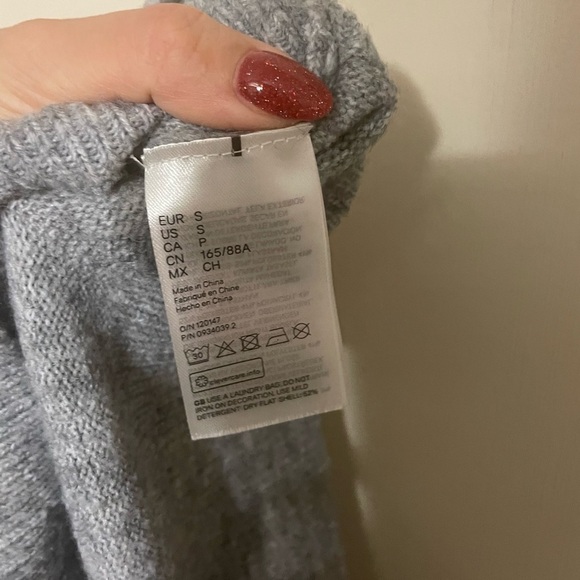 EUR S
US S
CA P
CN 165/88A
MX CH
Made in China
Fabriqué en Chine
Hecho en China
O/N 120147
P/N 0934039.2
30
clevercare.info
GB USE A LAUNDRY BAG; DO NOT
IRON ON DECORATION, USE MILD
DETERGENT; DRY FLAT. SHELL: 52%